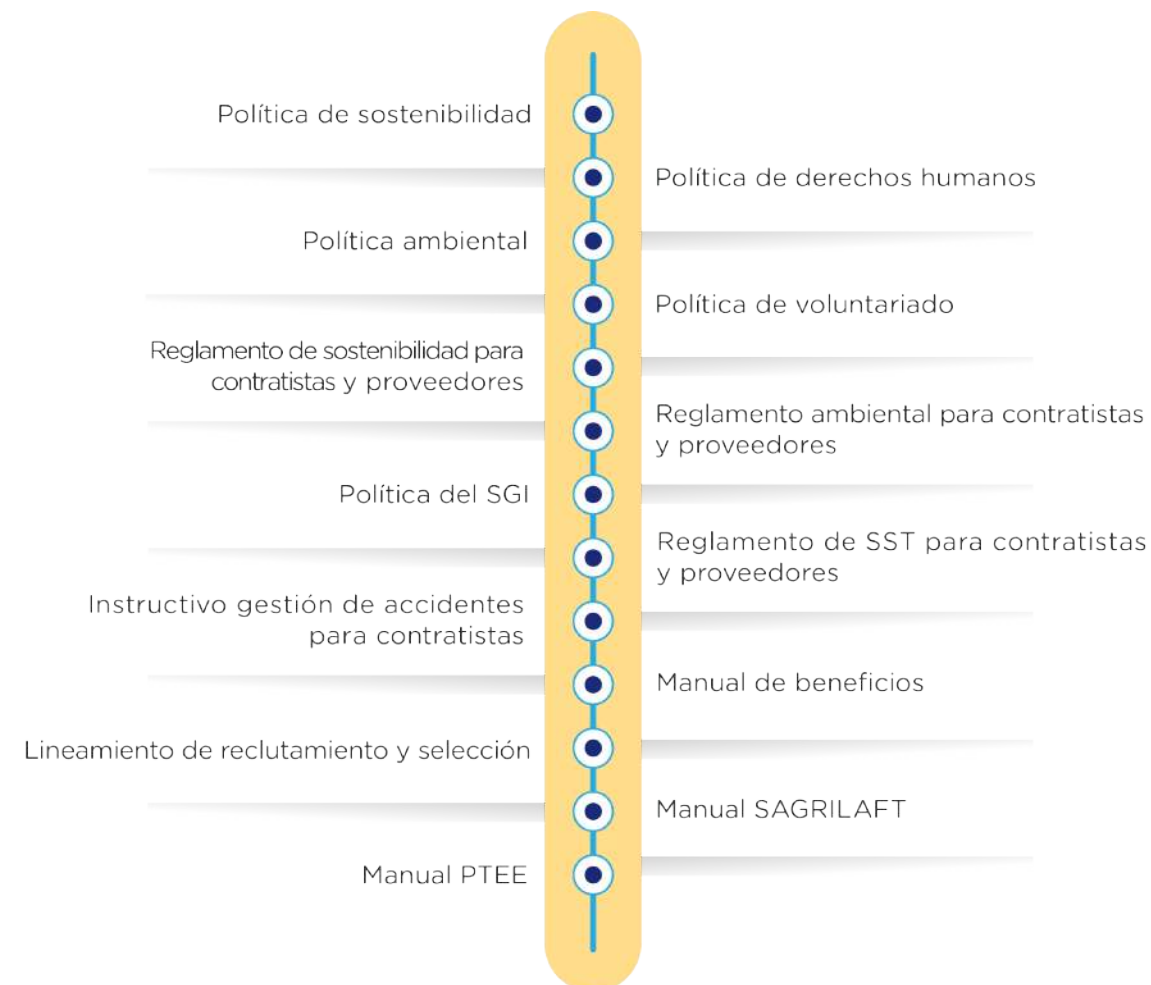 Política de sostenibilidad
Política de derechos humanos
Política ambiental
Política de voluntariado
Reglamento de sostenibilidad para
contratistas y proveedores
Reglamento ambiental para contratistas
y proveedores
Política del SGI
Reglamento de SST para contratistas
y proveedores
Instructivo gestión de accidentes
para contratistas
Manual de beneficios
Lineamiento de reclutamiento y selección
Manual SAGRILAFT
Manual PTEE